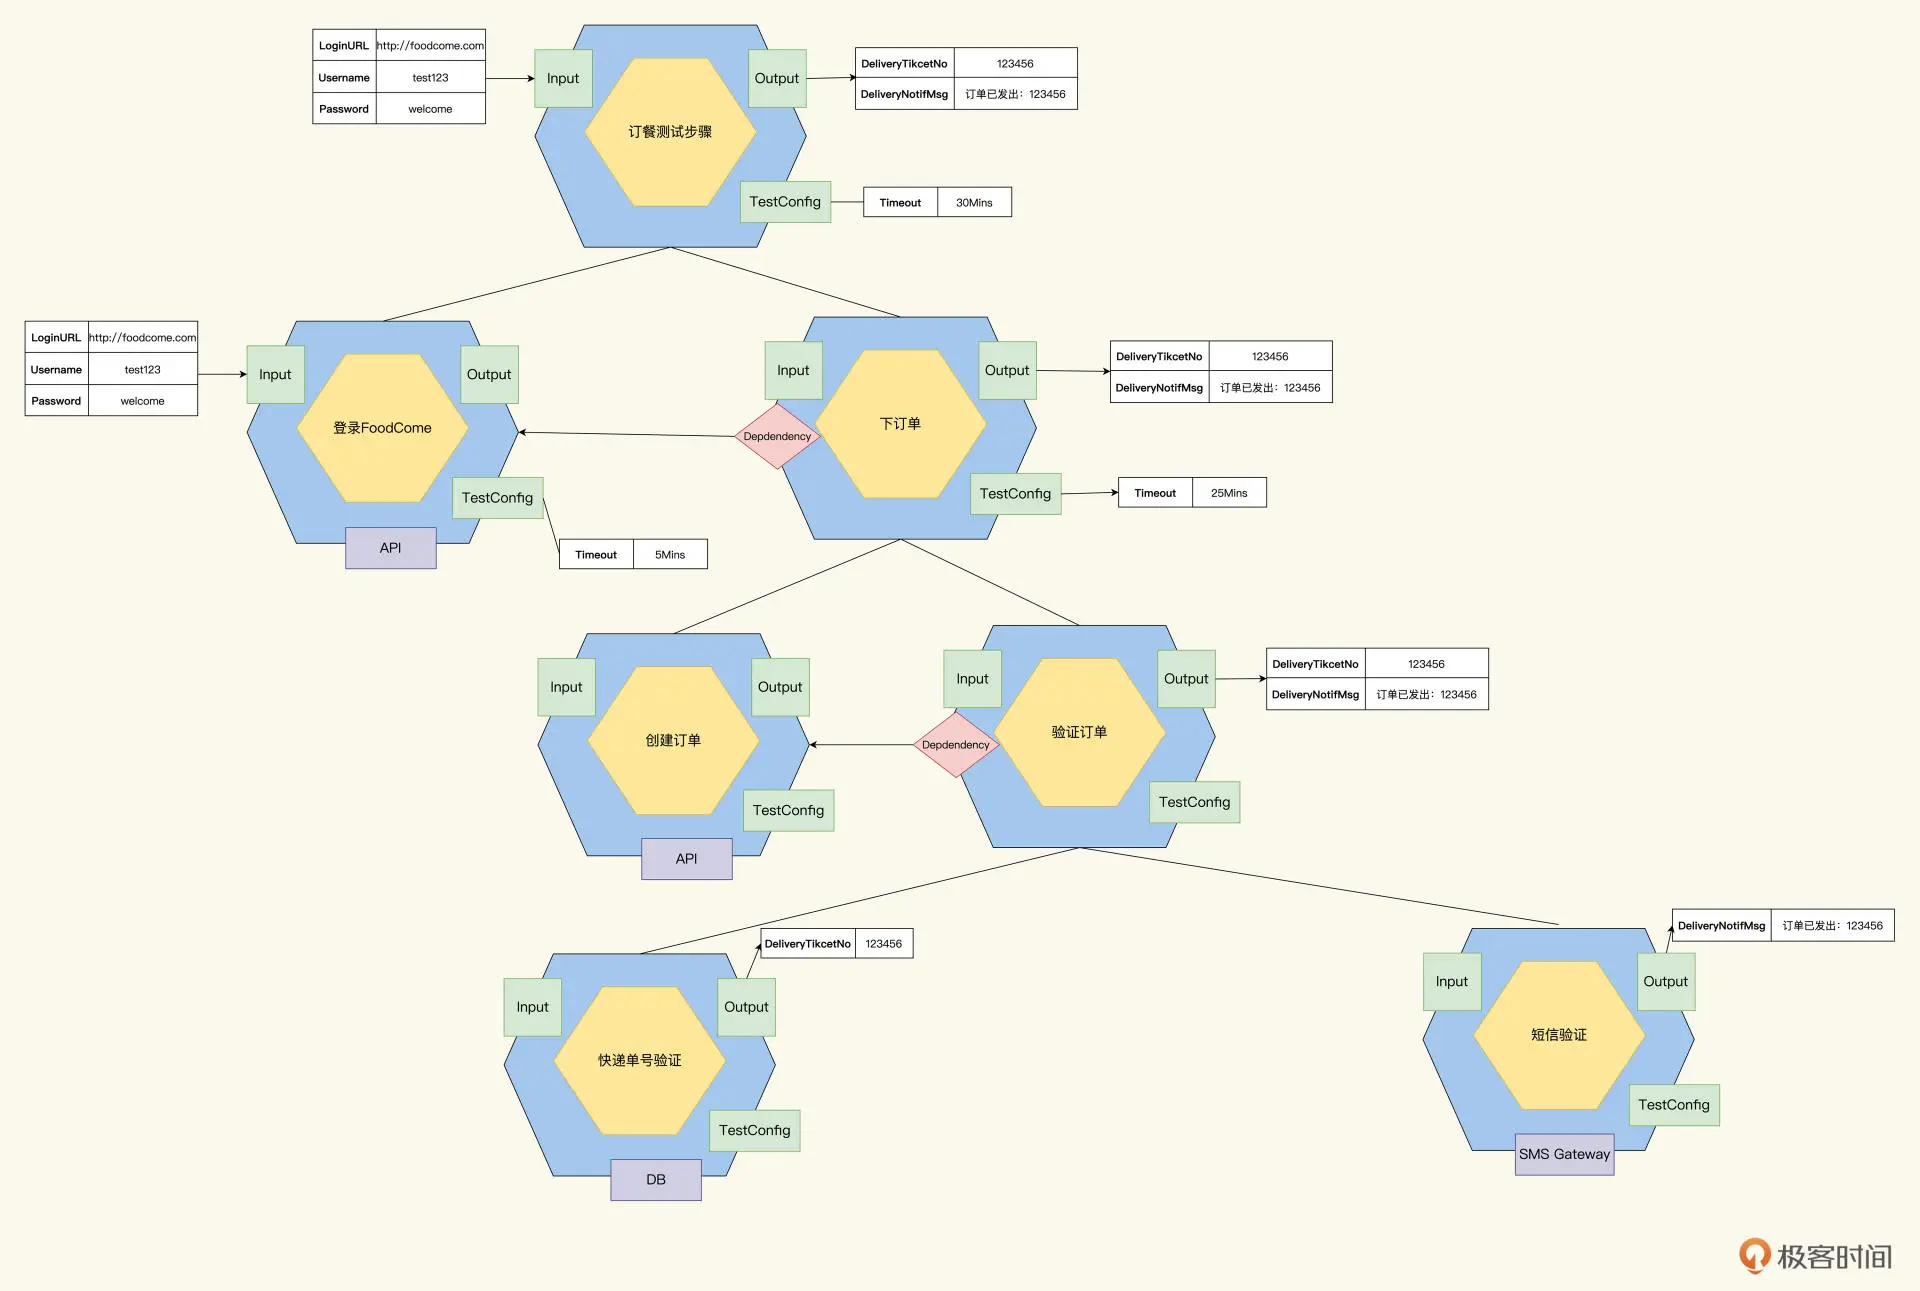 LoginURL http://foodcome.com
Username test123
Password welcome
Input
Output
DeliveryTikcetNo 123456
DeliveryNotifMsg 订单已发出：123456
订餐测试步骤
TestConfig
Timeout 30Mins
LoginURL http://foodcome.com
Username test123
Password welcome
Input
Output
登录FoodCome
TestConfig
API
Timeout 5Mins
Input
Output
DeliveryTikcetNo 123456
DeliveryNotifMsg 订单已发出：123456
Depdendency
下订单
TestConfig
Timeout 25Mins
Input
Output
创建订单
TestConfig
API
Input
Output
DeliveryTikcetNo 123456
DeliveryNotifMsg 订单已发出：123456
Depdendency
验证订单
TestConfig
DeliveryTikcetNo 123456
Input
Output
快递单号验证
TestConfig
DB
DeliveryNotifMsg 订单已发出：123456
Input
Output
短信验证
TestConfig
SMS Gateway
极客时间